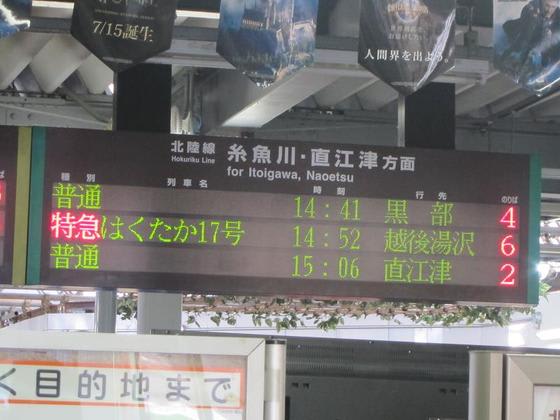 7/15誕生
人間界を出よう。
北陸線 糸魚川・直江津方面
Hokuriku Line for Itoigawa, Naoetsu
種別 列車名 時刻 行先 のりば
普通 14:41 黒部 4
特急 はくたか17号 14:52 越後湯沢 6
普通 15:06 直江津 2
く目的地まで